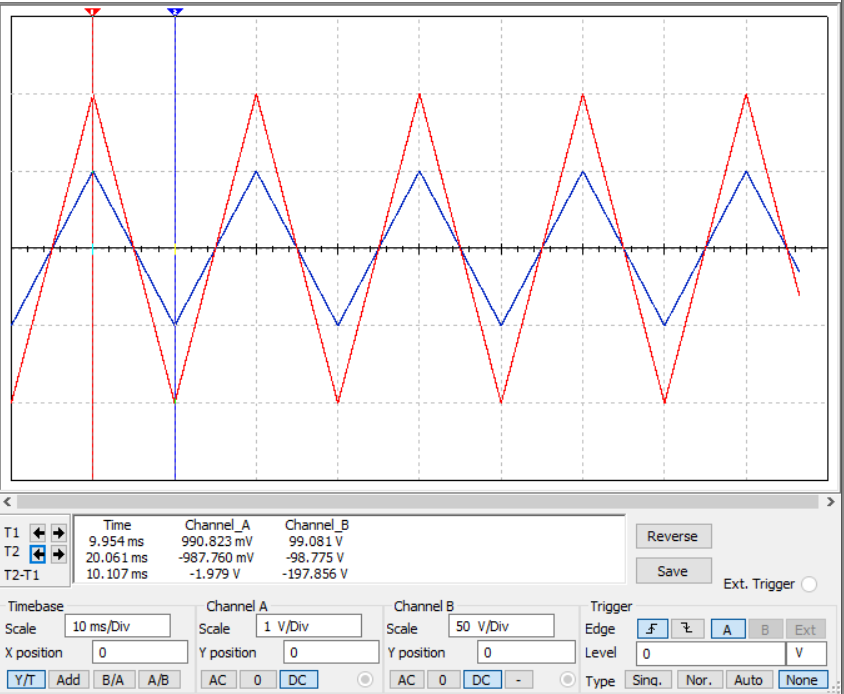 1 2
Time Channel_A Channel_B
T1 9.954 ms 990.823 mV 99.081 V
T2 20.061 ms -987.760 mV -98.775 V
T2-T1 10.107 ms -1.979 V -197.856 V
Reverse
Save
Ext. Trigger
Timebase
Scale 10 ms/Div
X position 0
Y/T Add B/A A/B
Channel A
Scale 1 V/Div
Y position 0
AC 0 DC
Channel B
Scale 50 V/Div
Y position 0
AC 0 DC -
Trigger
Edge A B Ext
Level 0 V
Type Sing. Nor. Auto None